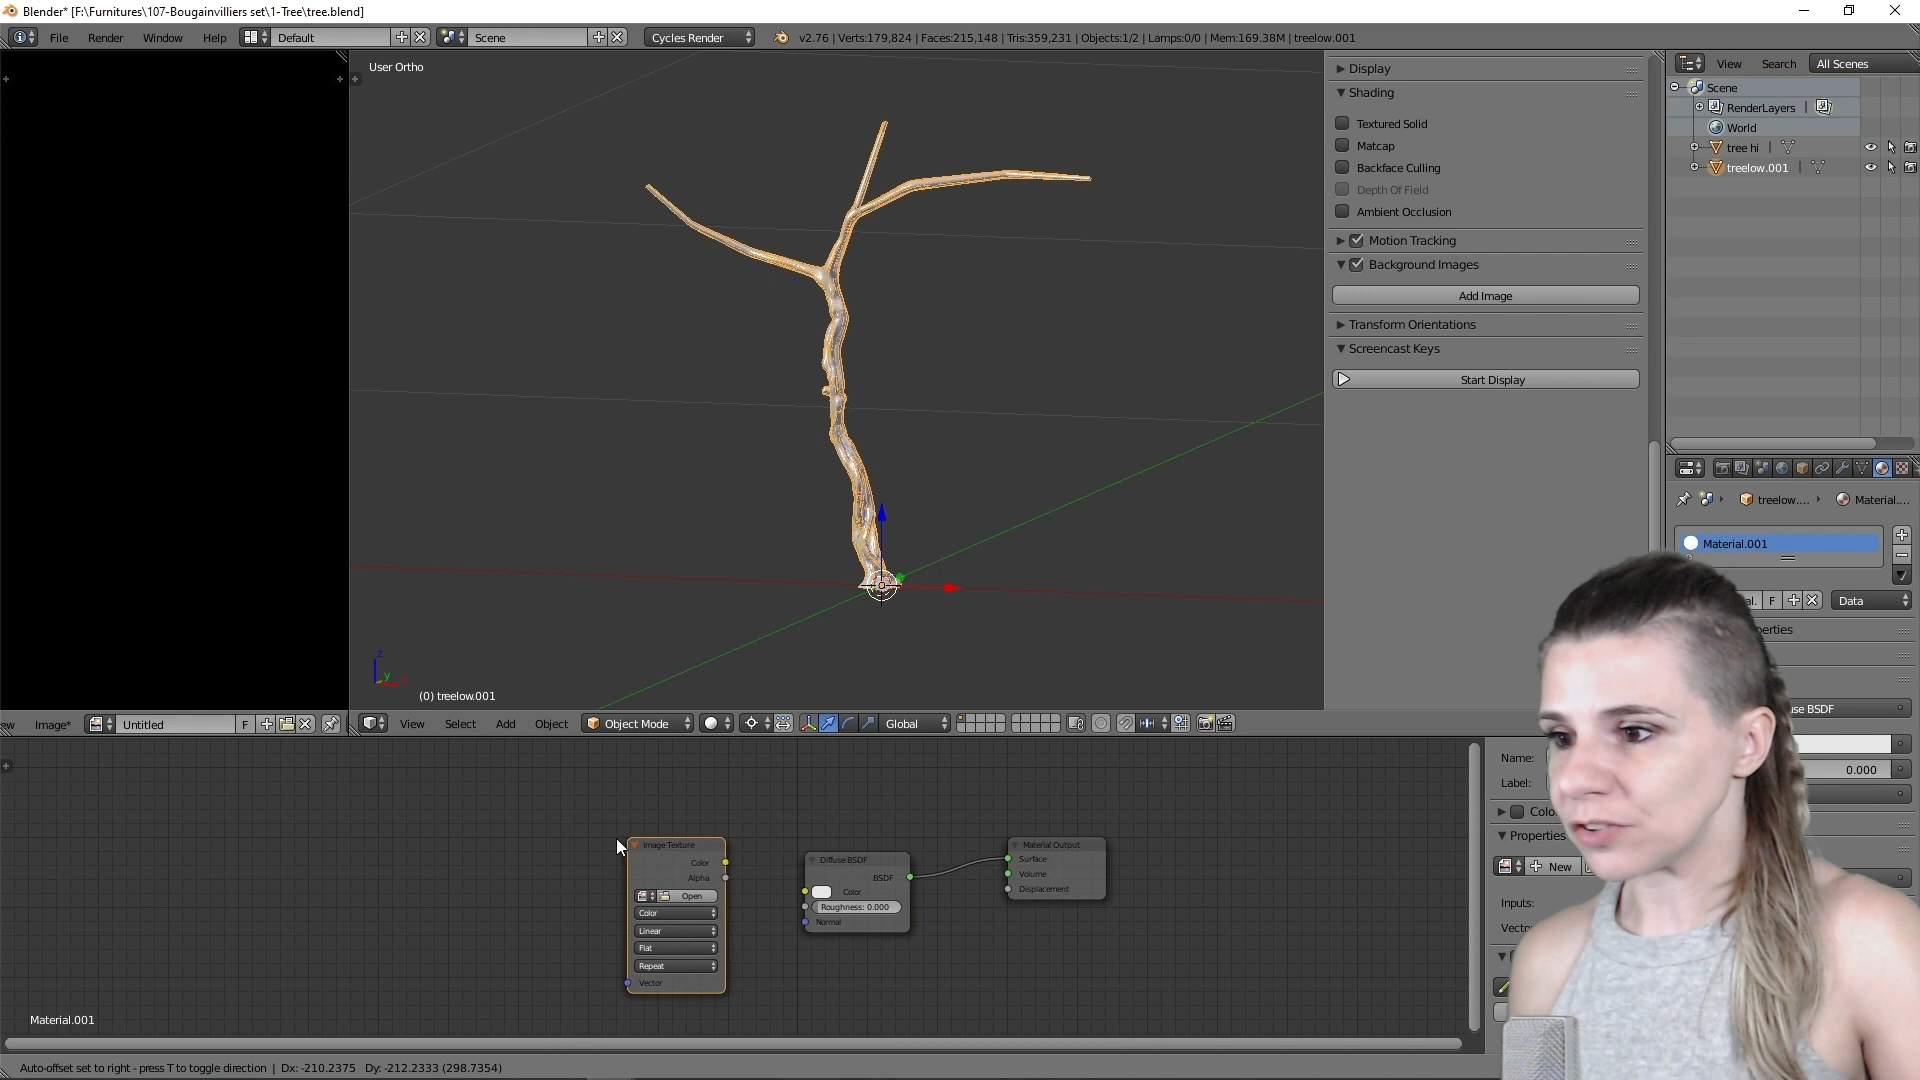 Blender* [F:\Furnitures\107-Bougainvilliers set\1-Tree\tree.blend]
File Render Window Help Default Scene Cycles Render v2.76 | Verts:179,824 | Faces:215,148 | Tris:359,231 | Objects:1/2 | Lamps:0/0 | Mem:169.38M | treelow.001
User Ortho
Display
Shading
Textured Solid
Matcap
Backface Culling
Depth Of Field
Ambient Occlusion
Motion Tracking
Background Images
Add Image
Transform Orientations
Screencast Keys
Start Display
View Search All Scenes
Scene
RenderLayers |
World
tree hi |
treelow.001 |
treelow.... Material....
Material.001
al. F Data
perties
use BSDF
0.000
z
y
(0) treelow.001
ew Image* Untitled F
View Select Add Object Object Mode Global
Image Texture
Color
Alpha
Open
Color
Linear
Flat
Repeat
Vector
Diffuse BSDF
BSDF
Color
Roughness: 0.000
Normal
Material Output
Surface
Volume
Displacement
Name:
Label:
Colo
Properties
New
Inputs:
Vecto
Material.001
Auto-offset set to right - press T to toggle direction | Dx: -210.2375 Dy: -212.2333 (298.7354)